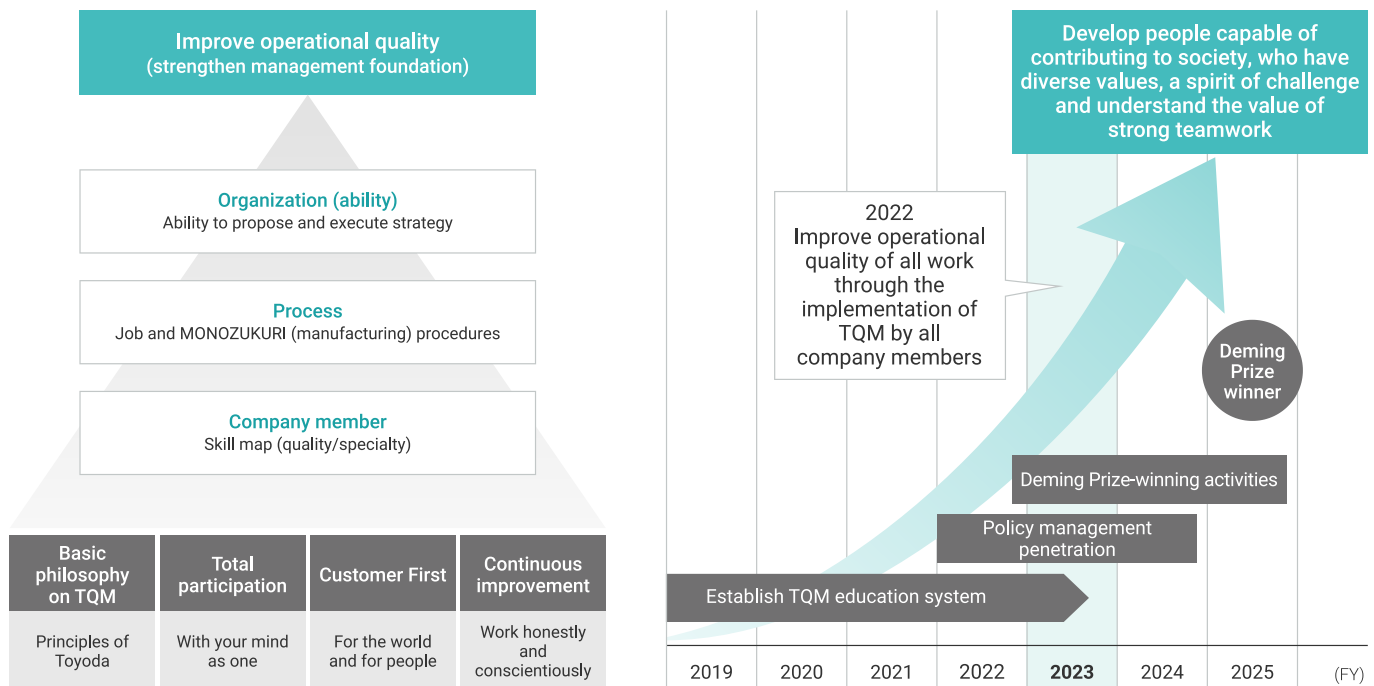 Improve operational quality
(strengthen management foundation)
Organization (ability)
Ability to propose and execute strategy
Process
Job and MONOZUKURI (manufacturing) procedures
Company member
Skill map (quality/specialty)
Basic
philosophy
on TQM
Principles of
Toyoda
Total
participation
With your mind
as one
Customer First
For the world
and for people
Continuous
improvement
Work honestly
and
conscientiously
Develop people capable of
contributing to society, who have
diverse values, a spirit of challenge
and understand the value of
strong teamwork
2022
Improve operational
quality of all work
through the
implementation of
TQM by all
company members
Deming
Prize
winner
Deming Prize-winning activities
Policy management
penetration
Establish TQM education system
2019 2020 2021 2022 2023 2024 2025 (FY)